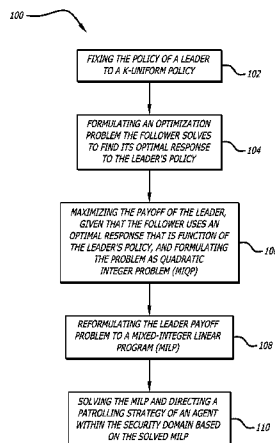 100
FIXING THE POLICY OF A LEADER
TO A K-UNIFORM POLICY
102
FORMULATING AN OPTIMIZATION
PROBLEM THE FOLLOWER SOLVES
TO FIND ITS OPTIMAL RESPONSE
TO THE LEADER'S POLICY
104
MAXIMIZING THE PAYOFF OF THE LEADER,
GIVEN THAT THE FOLLOWER USES AN
OPTIMAL RESPONSE THAT IS FUNCTION OF
THE LEADER'S POLICY, AND FORMULATING
THE PROBLEM AS QUADRATIC
INTEGER PROBLEM (MIQP)
REFORMULATING THE LEADER PAYOFF
PROBLEM TO A MIXED-INTEGER LINEAR
PROGRAM (MILP)
108
SOLVING THE MILP AND DIRECTING A
PATROLLING STRATEGY OF AN AGENT
WITHIN THE SECURITY DOMAIN BASED
ON THE SOLVED MILP
110